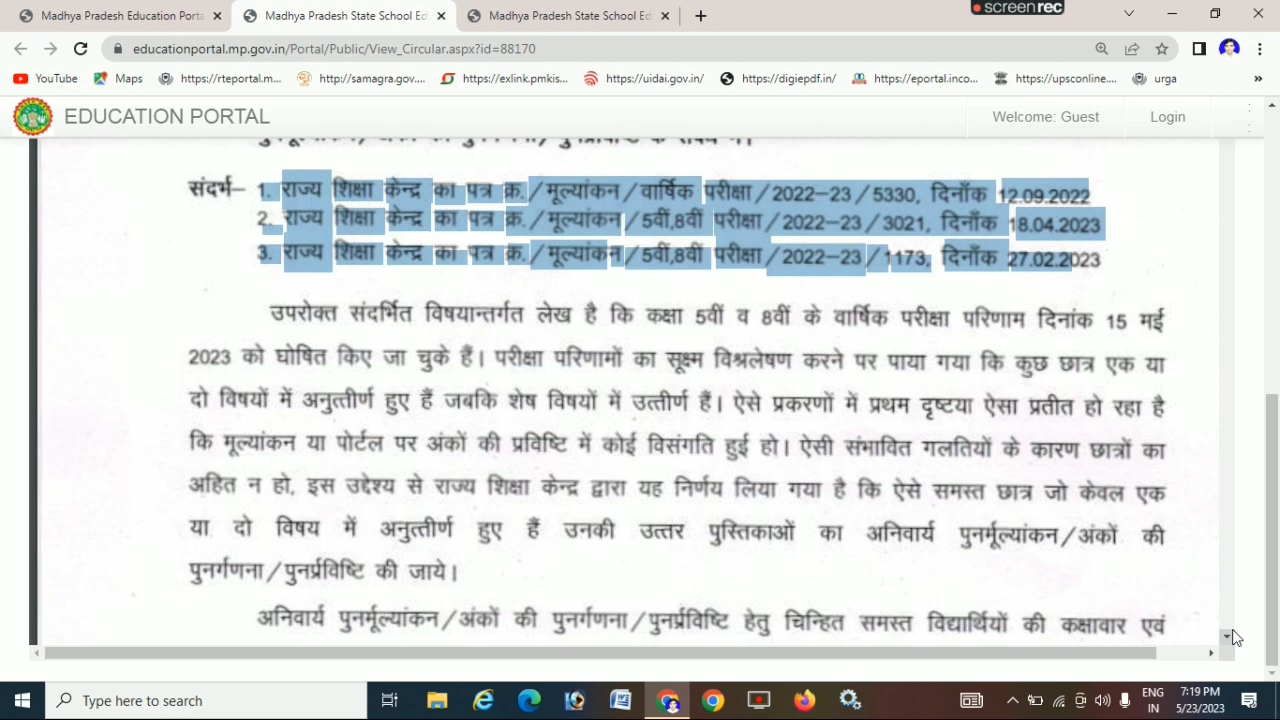 Madhya Pradesh Education Portal
Madhya Pradesh State School Ed
Madhya Pradesh State School Ed
screen rec
educationportal.mp.gov.in/Portal/Public/View_Circular.aspx?id=88170
YouTube Maps https://rteportal.m... http://samagra.gov.... https://exlink.pmkis... https://uidai.gov.in/ https://digiepdf.in/ https://eportal.inco... https://upsconline.... urga
EDUCATION PORTAL
Welcome: Guest
Login
संदर्भ– 1. राज्य शिक्षा केन्द्र का पत्र क्र./मूल्यांकन/वार्षिक परीक्षा/2022–23/5330, दिनाँक 12.09.2022
2. राज्य शिक्षा केन्द्र का पत्र क्र./मूल्यांकन/5वीं,8वीं परीक्षा/2022–23/3021, दिनाँक 18.04.2023
3. राज्य शिक्षा केन्द्र का पत्र क्र./मूल्यांकन/5वीं,8वीं परीक्षा/2022–23/1173, दिनाँक 27.02.2023
उपरोक्त संदर्भित विषयान्तर्गत लेख है कि कक्षा 5वीं व 8वीं के वार्षिक परीक्षा परिणाम दिनांक 15 मई
2023 को घोषित किए जा चुके हैं। परीक्षा परिणामों का सूक्ष्म विश्लेषण करने पर पाया गया कि कुछ छात्र एक या
दो विषयों में अनुत्तीर्ण हुए हैं जबकि शेष विषयों में उत्तीर्ण हैं। ऐसे प्रकरणों में प्रथम दृष्टया ऐसा प्रतीत हो रहा है
कि मूल्यांकन या पोर्टल पर अंकों की प्रविष्टि में कोई विसंगति हुई हो। ऐसी संभावित गलतियों के कारण छात्रों का
अहित न हो, इस उद्देश्य से राज्य शिक्षा केन्द्र द्वारा यह निर्णय लिया गया है कि ऐसे समस्त छात्र जो केवल एक
या दो विषय में अनुत्तीर्ण हुए हैं उनकी उत्तर पुस्तिकाओं का अनिवार्य पुनर्मूल्यांकन/अंकों की
पुनर्गणना/पुनर्प्रविष्टि की जाये।
अनिवार्य पुनर्मूल्यांकन/अंकों की पुनर्गणना/पुनर्प्रविष्टि हेतु चिन्हित समस्त विद्यार्थियों की कक्षावार एवं
Type here to search
ENG
IN
7:19 PM
5/23/2023